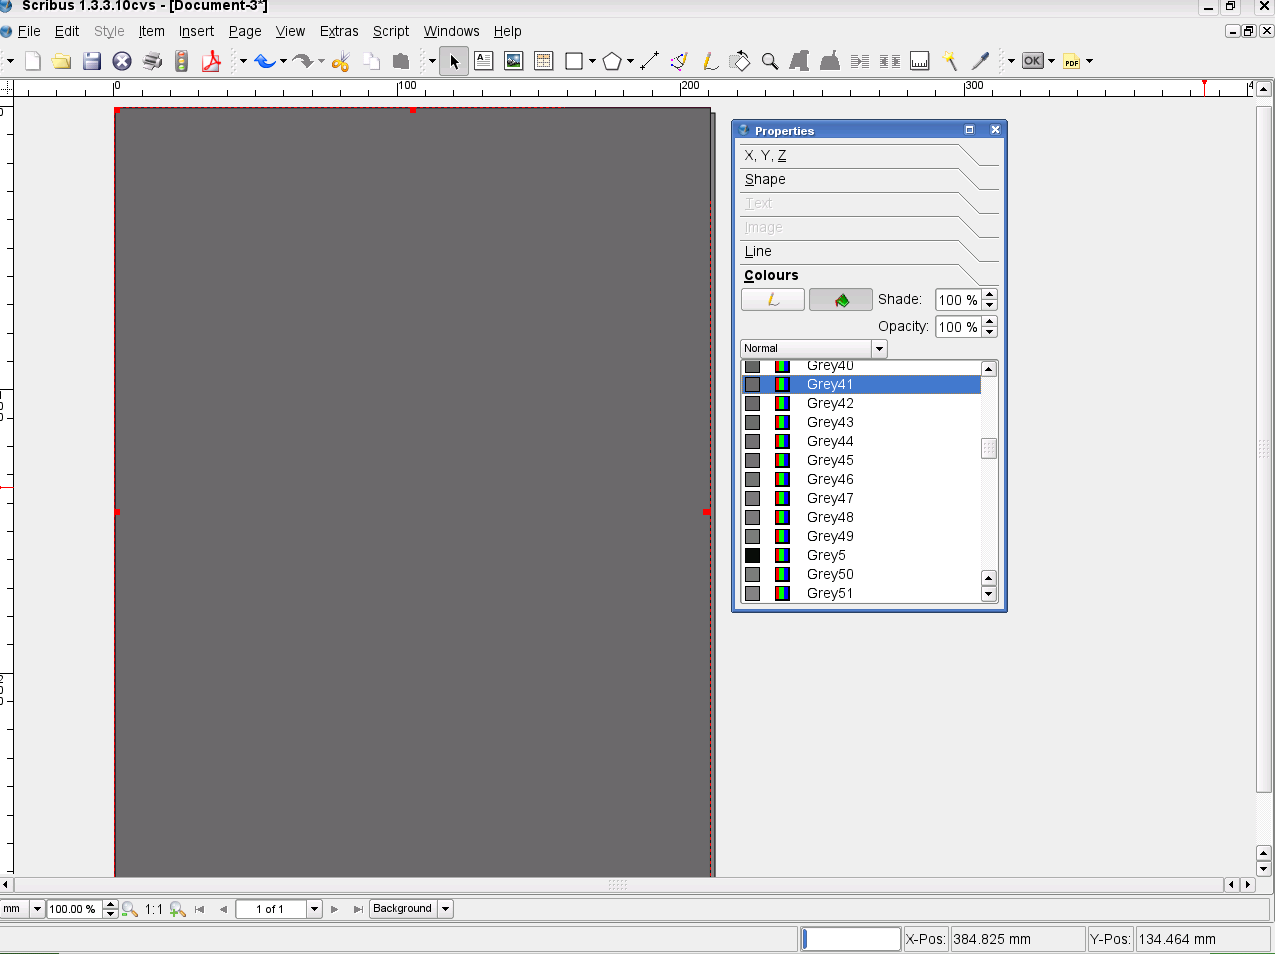 Scribus 1.3.3.10cvs - [Document-3*]
File Edit Style Item Insert Page View Extras Script Windows Help
OK PDF
0 100 200 300 4
Properties
X, Y, Z
Shape
Text
Image
Line
Colours
Shade: 100 %
Opacity: 100 %
Normal
Grey40
Grey41
Grey42
Grey43
Grey44
Grey45
Grey46
Grey47
Grey48
Grey49
Grey5
Grey50
Grey51
mm 100.00 % 1:1 1 of 1 Background
X-Pos: 384.825 mm Y-Pos: 134.464 mm